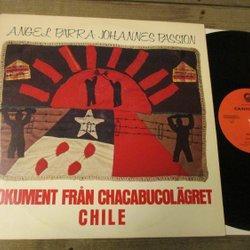 ANGEL PARRA JOHANNES PASSION
OKUMENT FRÅN CHACABUCOLÄGRET
CHILE